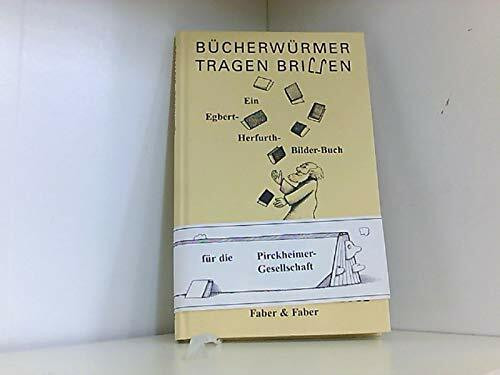 BÜCHERWÜRMER
TRAGEN BRILLEN
Ein
Egbert-
Herfurth-
Bilder-Buch
für die Pirckheimer-
Gesellschaft
Faber & Faber